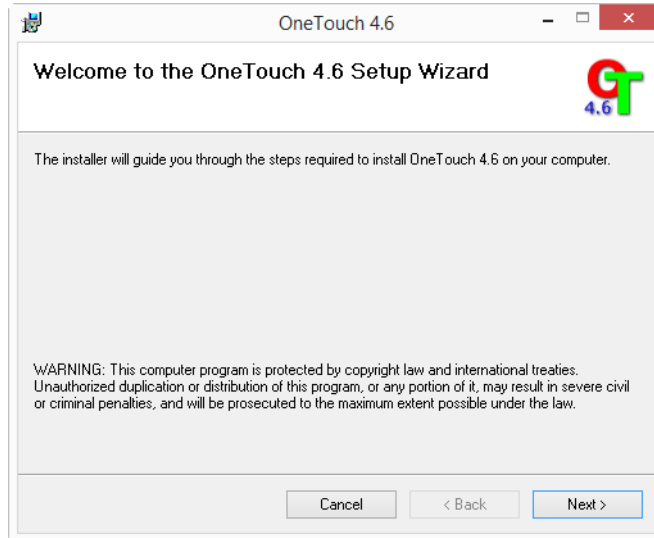 OneTouch 4.6
Welcome to the OneTouch 4.6 Setup Wizard
OT
4.6
The installer will guide you through the steps required to install OneTouch 4.6 on your computer.
WARNING: This computer program is protected by copyright law and international treaties.
Unauthorized duplication or distribution of this program, or any portion of it, may result in severe civil
or criminal penalties, and will be prosecuted to the maximum extent possible under the law.
Cancel < Back Next >